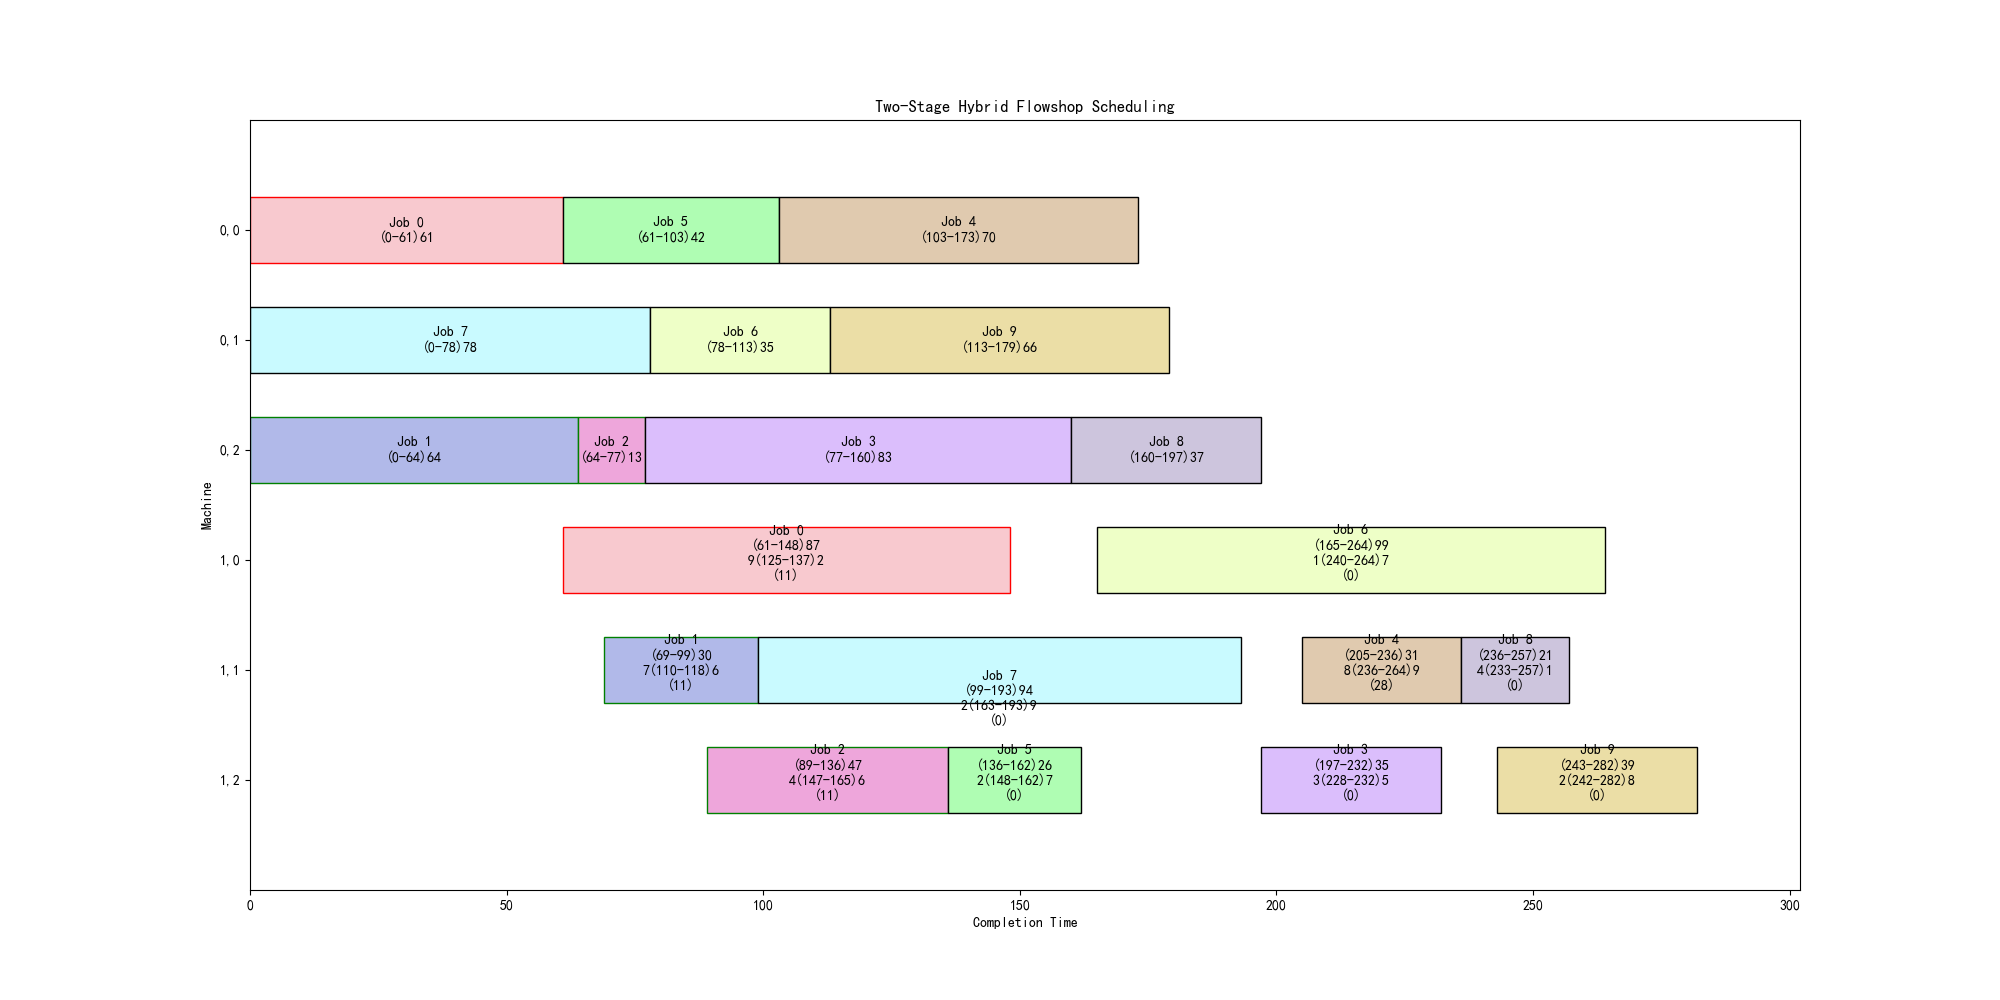 Two-Stage Hybrid Flowshop Scheduling
0,0
Job 0
(0-61)61
Job 5
(61-103)42
Job 4
(103-173)70
0,1
Job 7
(0-78)78
Job 6
(78-113)35
Job 9
(113-179)66
0,2
Job 1
(0-64)64
Job 2
(64-77)13
Job 3
(77-160)83
Job 8
(160-197)37
Machine
1,0
Job 0
(61-148)87
9(125-137)2
(11)
Job 6
(165-264)99
1(240-264)7
(0)
1,1
Job 1
(69-99)30
7(110-118)6
(11)
Job 7
(99-193)94
2(163-193)9
(0)
Job 4
(205-236)31
8(236-264)9
(28)
Job 8
(236-257)21
4(233-257)1
(0)
1,2
Job 2
(89-136)47
4(147-165)6
(11)
Job 5
(136-162)26
2(148-162)7
(0)
Job 3
(197-232)35
3(228-232)5
(0)
Job 9
(243-282)39
2(242-282)8
(0)
0 50 100 150 200 250 300
Completion Time